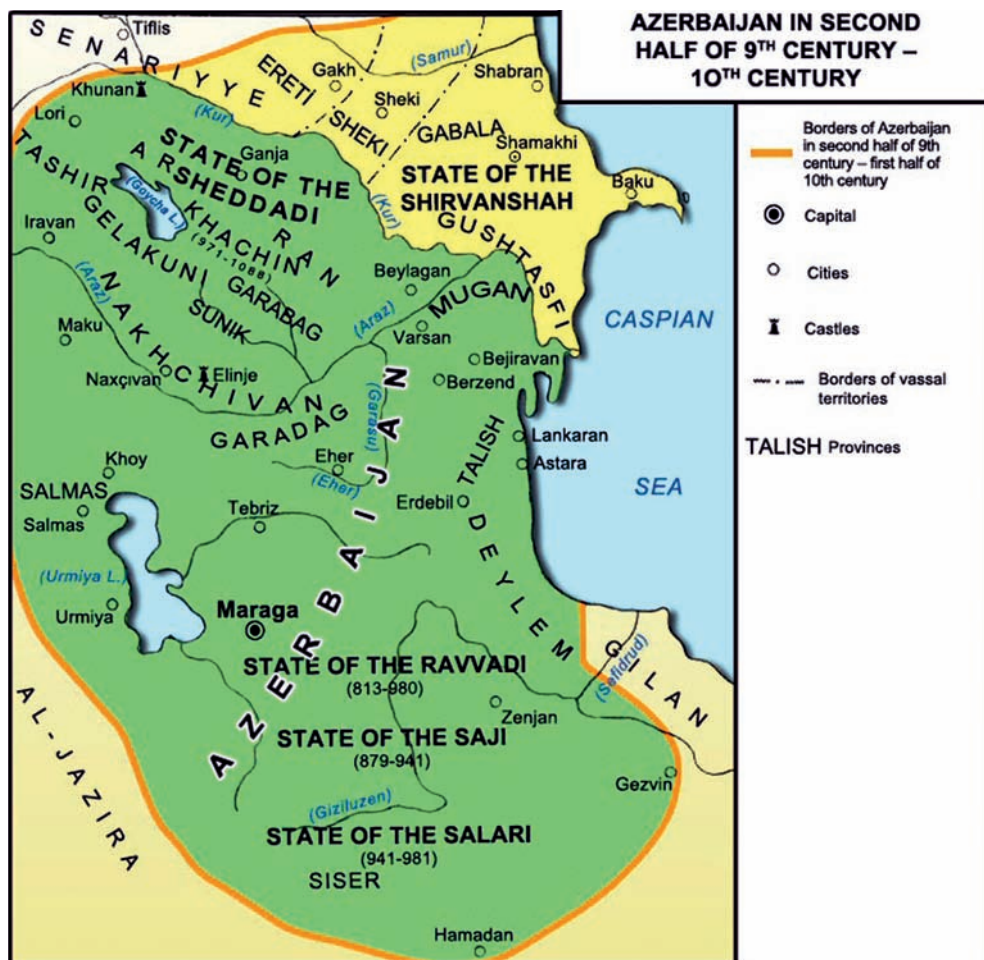 AZERBAIJAN IN SECOND
HALF OF 9TH CENTURY –
10TH CENTURY
Borders of Azerbaijan
in second half of 9th
century – first half of
10th century
Capital
Cities
Castles
Borders of vassal
territories
TALISH Provinces
Tiflis
SENARIYYE
Khunan
Lori
(Kur)
ERETI
Gakh
(Samur)
Shabran
Sheki
SHEKI
GABALA
Shamakhi
STATE OF THE
SHIRVANSHAH
Baku
GUSHTASFI
(Kur)
TASHIR
ARRAN
STATE OF THE
SHEDDADI
Ganja
(Goycha L.)
KHACHIN
(971-1088)
Iravan
GELAKUNI
GARABAG
SUNIK
Beylagan
(Araz)
(Araz)
MUGAN
Varsan
Maku
NAKHCHIVAN
Naxçıvan
Elinje
Bejiravan
Berzend
GARADAG
(Garasu)
CASPIAN
SEA
TALISH
Lankaran
Astara
Eher
(Eher)
Khoy
SALMAS
Salmas
Tebriz
Erdebil
DEYLEM
AZERBAIJAN
(Urmiya L.)
Urmiya
Maraga
STATE OF THE RAVVADI
(813-980)
GILAN
(Sefidrud)
Zenjan
STATE OF THE SAJI
(879-941)
Gezvin
AL-JAZIRA
(Giziluzen)
STATE OF THE SALARI
(941-981)
SISER
Hamadan